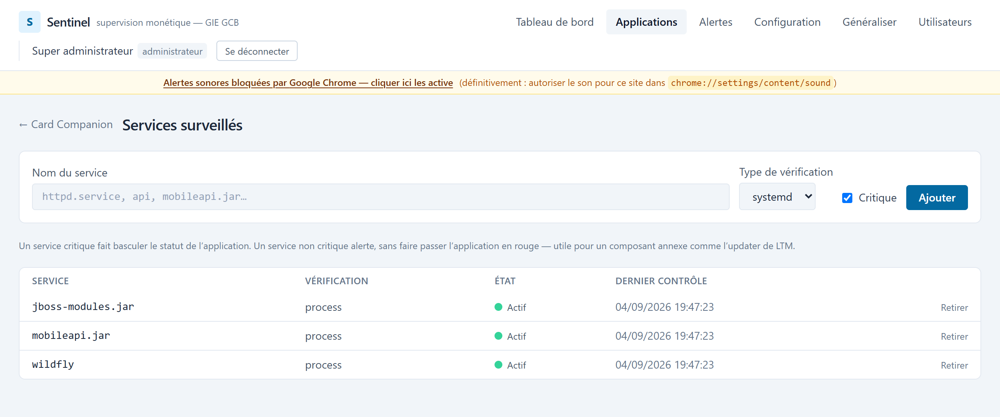 S Sentinel supervision monétique — GIE GCB
Tableau de bord Applications Alertes Configuration Généraliser Utilisateurs
Super administrateur administrateur Se déconnecter
Alertes sonores bloquées par Google Chrome — cliquer ici les active (définitivement : autoriser le son pour ce site dans chrome://settings/content/sound)
← Card Companion Services surveillés
Nom du service Type de vérification
httpd.service, api, mobileapi.jar… systemd Critique Ajouter
Un service critique fait basculer le statut de l’application. Un service non critique alerte, sans faire passer l’application en rouge — utile pour un composant annexe comme l’updater de LTM.
SERVICE VÉRIFICATION ÉTAT DERNIER CONTRÔLE
jboss-modules.jar process Actif 04/09/2026 19:47:23 Retirer
mobileapi.jar process Actif 04/09/2026 19:47:23 Retirer
wildfly process Actif 04/09/2026 19:47:23 Retirer